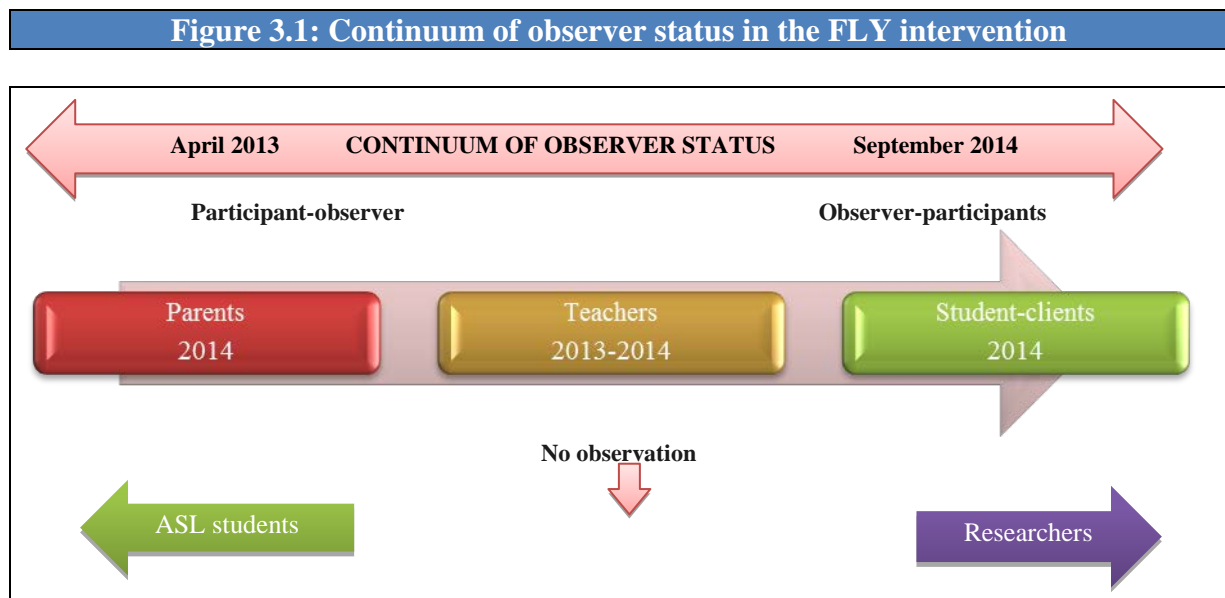 Figure 3.1: Continuum of observer status in the FLY intervention
April 2013 CONTINUUM OF OBSERVER STATUS September 2014
Participant-observer Observer-participants
Parents Teachers Student-clients
2014 2013-2014 2014
No observation
ASL students Researchers